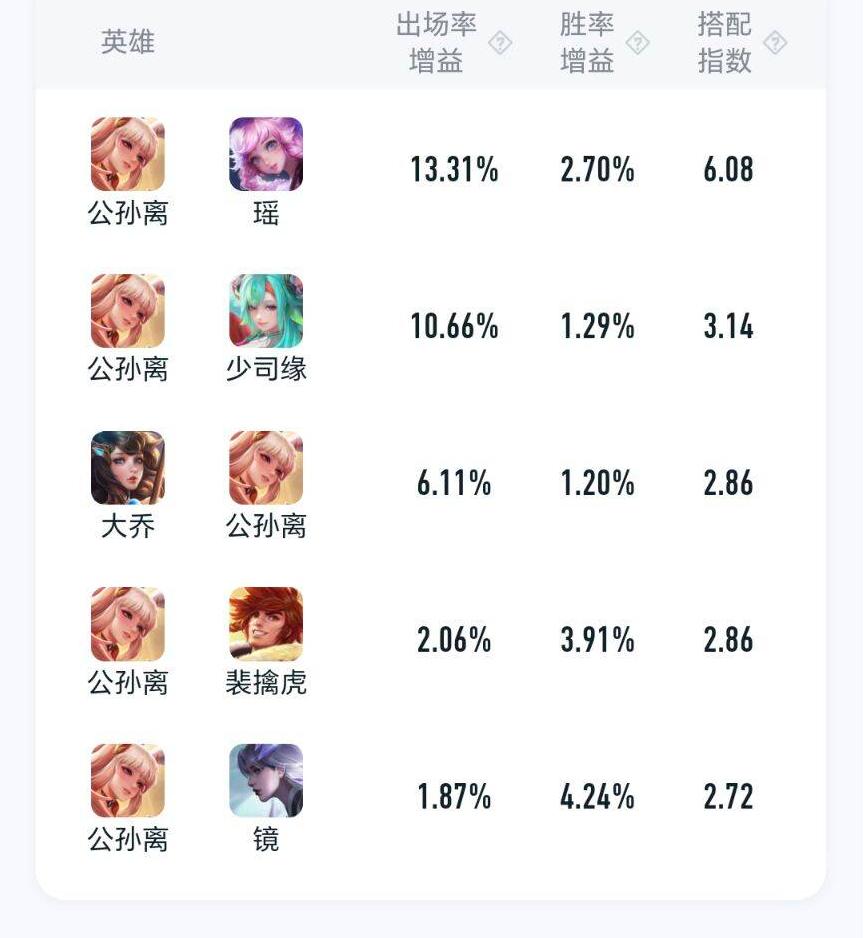 英雄 出场率增益 ? 胜率增益 ? 搭配指数 ?
公孙离 瑶 13.31% 2.70% 6.08
公孙离 少司缘 10.66% 1.29% 3.14
大乔 公孙离 6.11% 1.20% 2.86
公孙离 裴擒虎 2.06% 3.91% 2.86
公孙离 镜 1.87% 4.24% 2.72